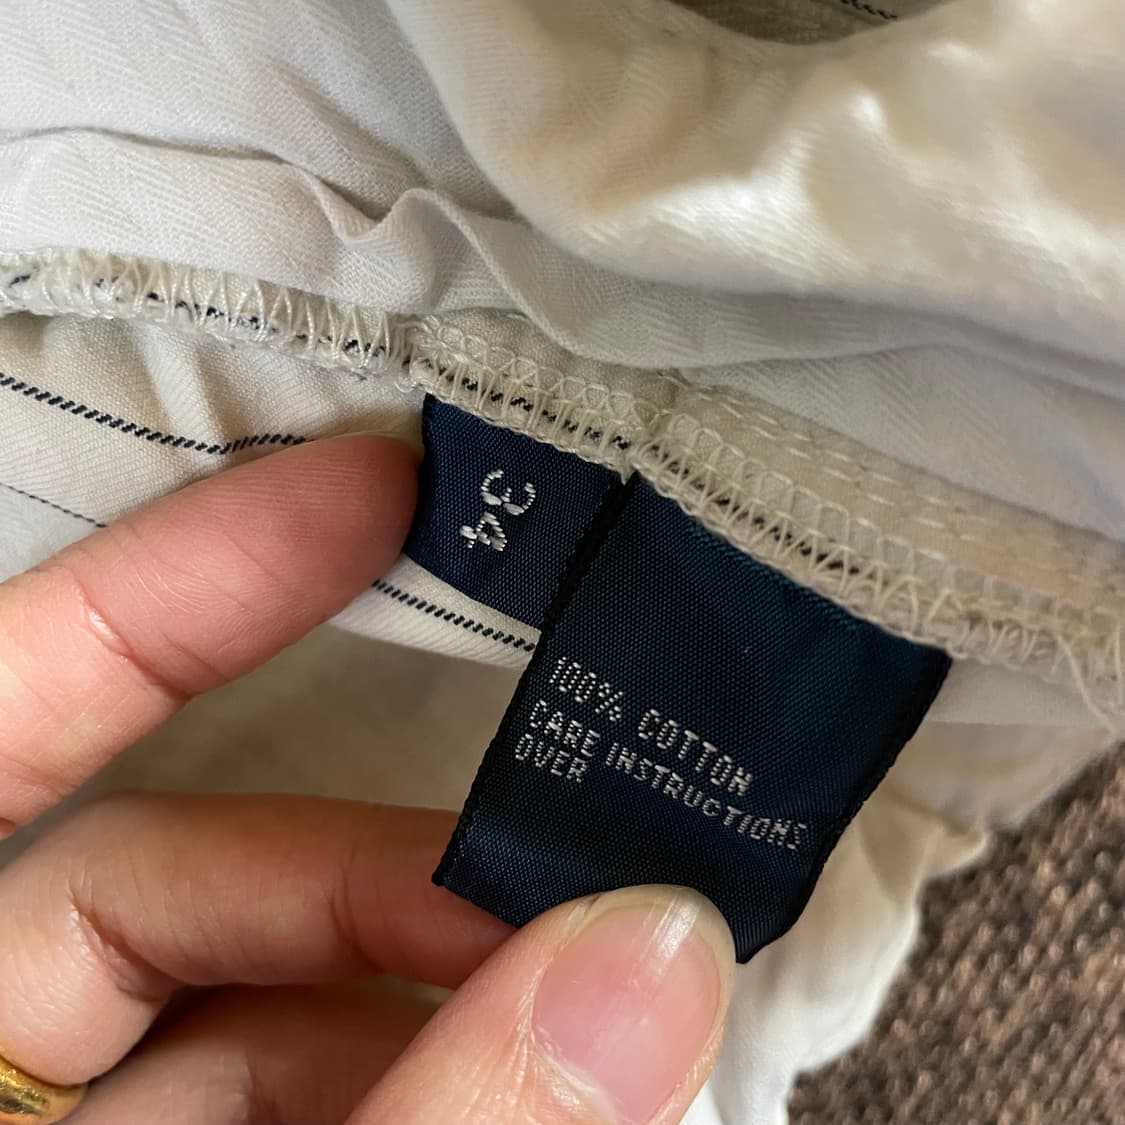 34
100% COTTON
CARE INSTRUCTIONS
OVER